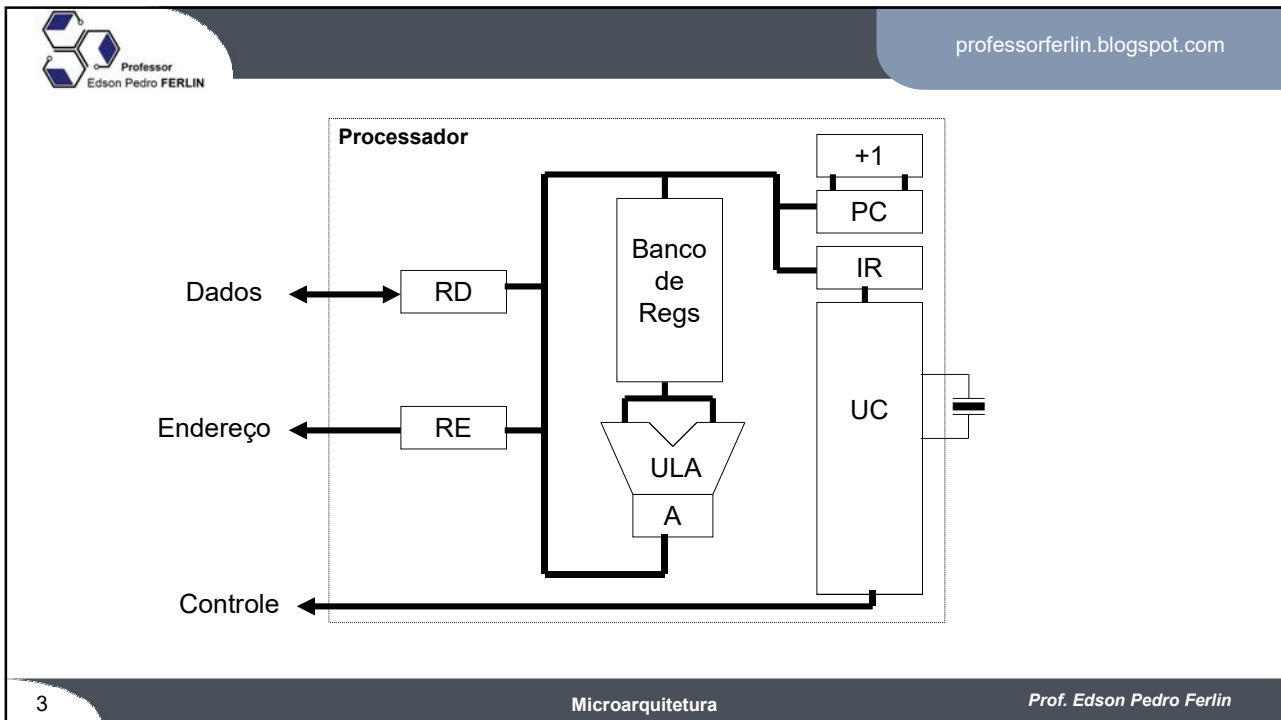 Professor
Edson Pedro FERLIN
professorferlin.blogspot.com
Processador
+1
PC
IR
Banco
de
Regs
Dados
RD
Endereço
RE
ULA
A
UC
Controle
3
Microarquitetura
Prof. Edson Pedro Ferlin